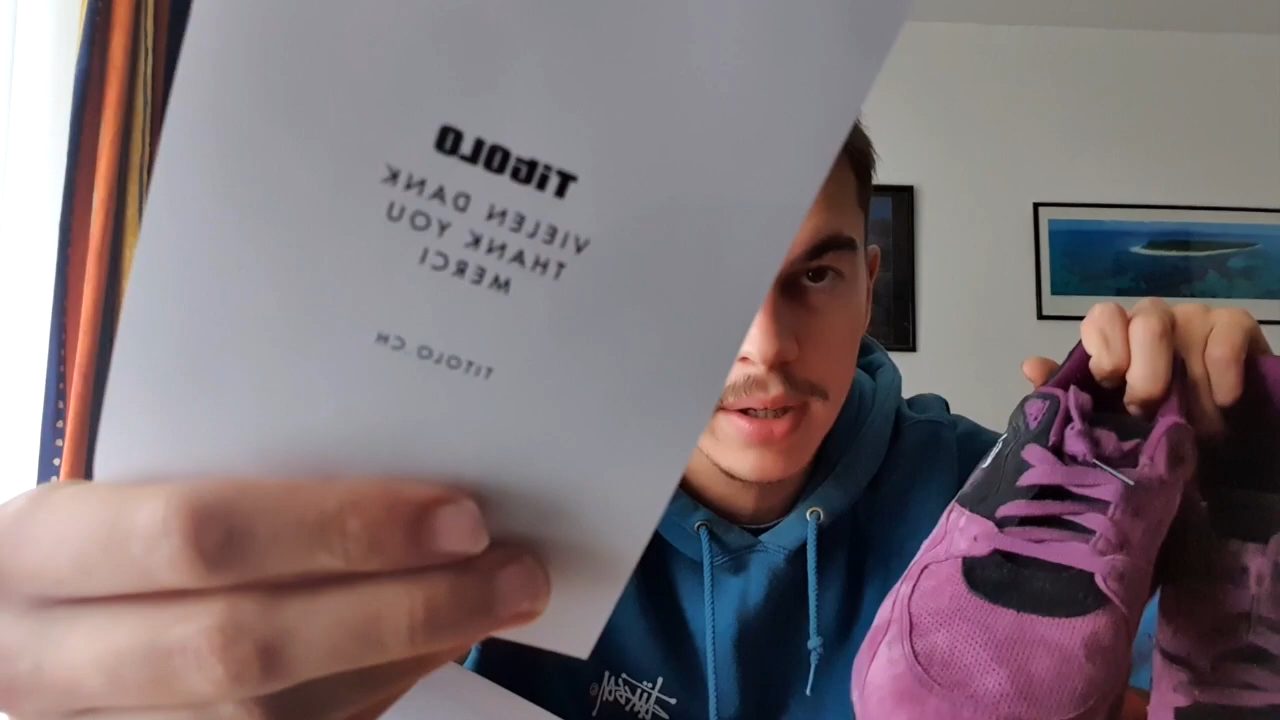 TiTOLO
VIELEN DANK
THANK YOU
MERCI
TITOLO.CH